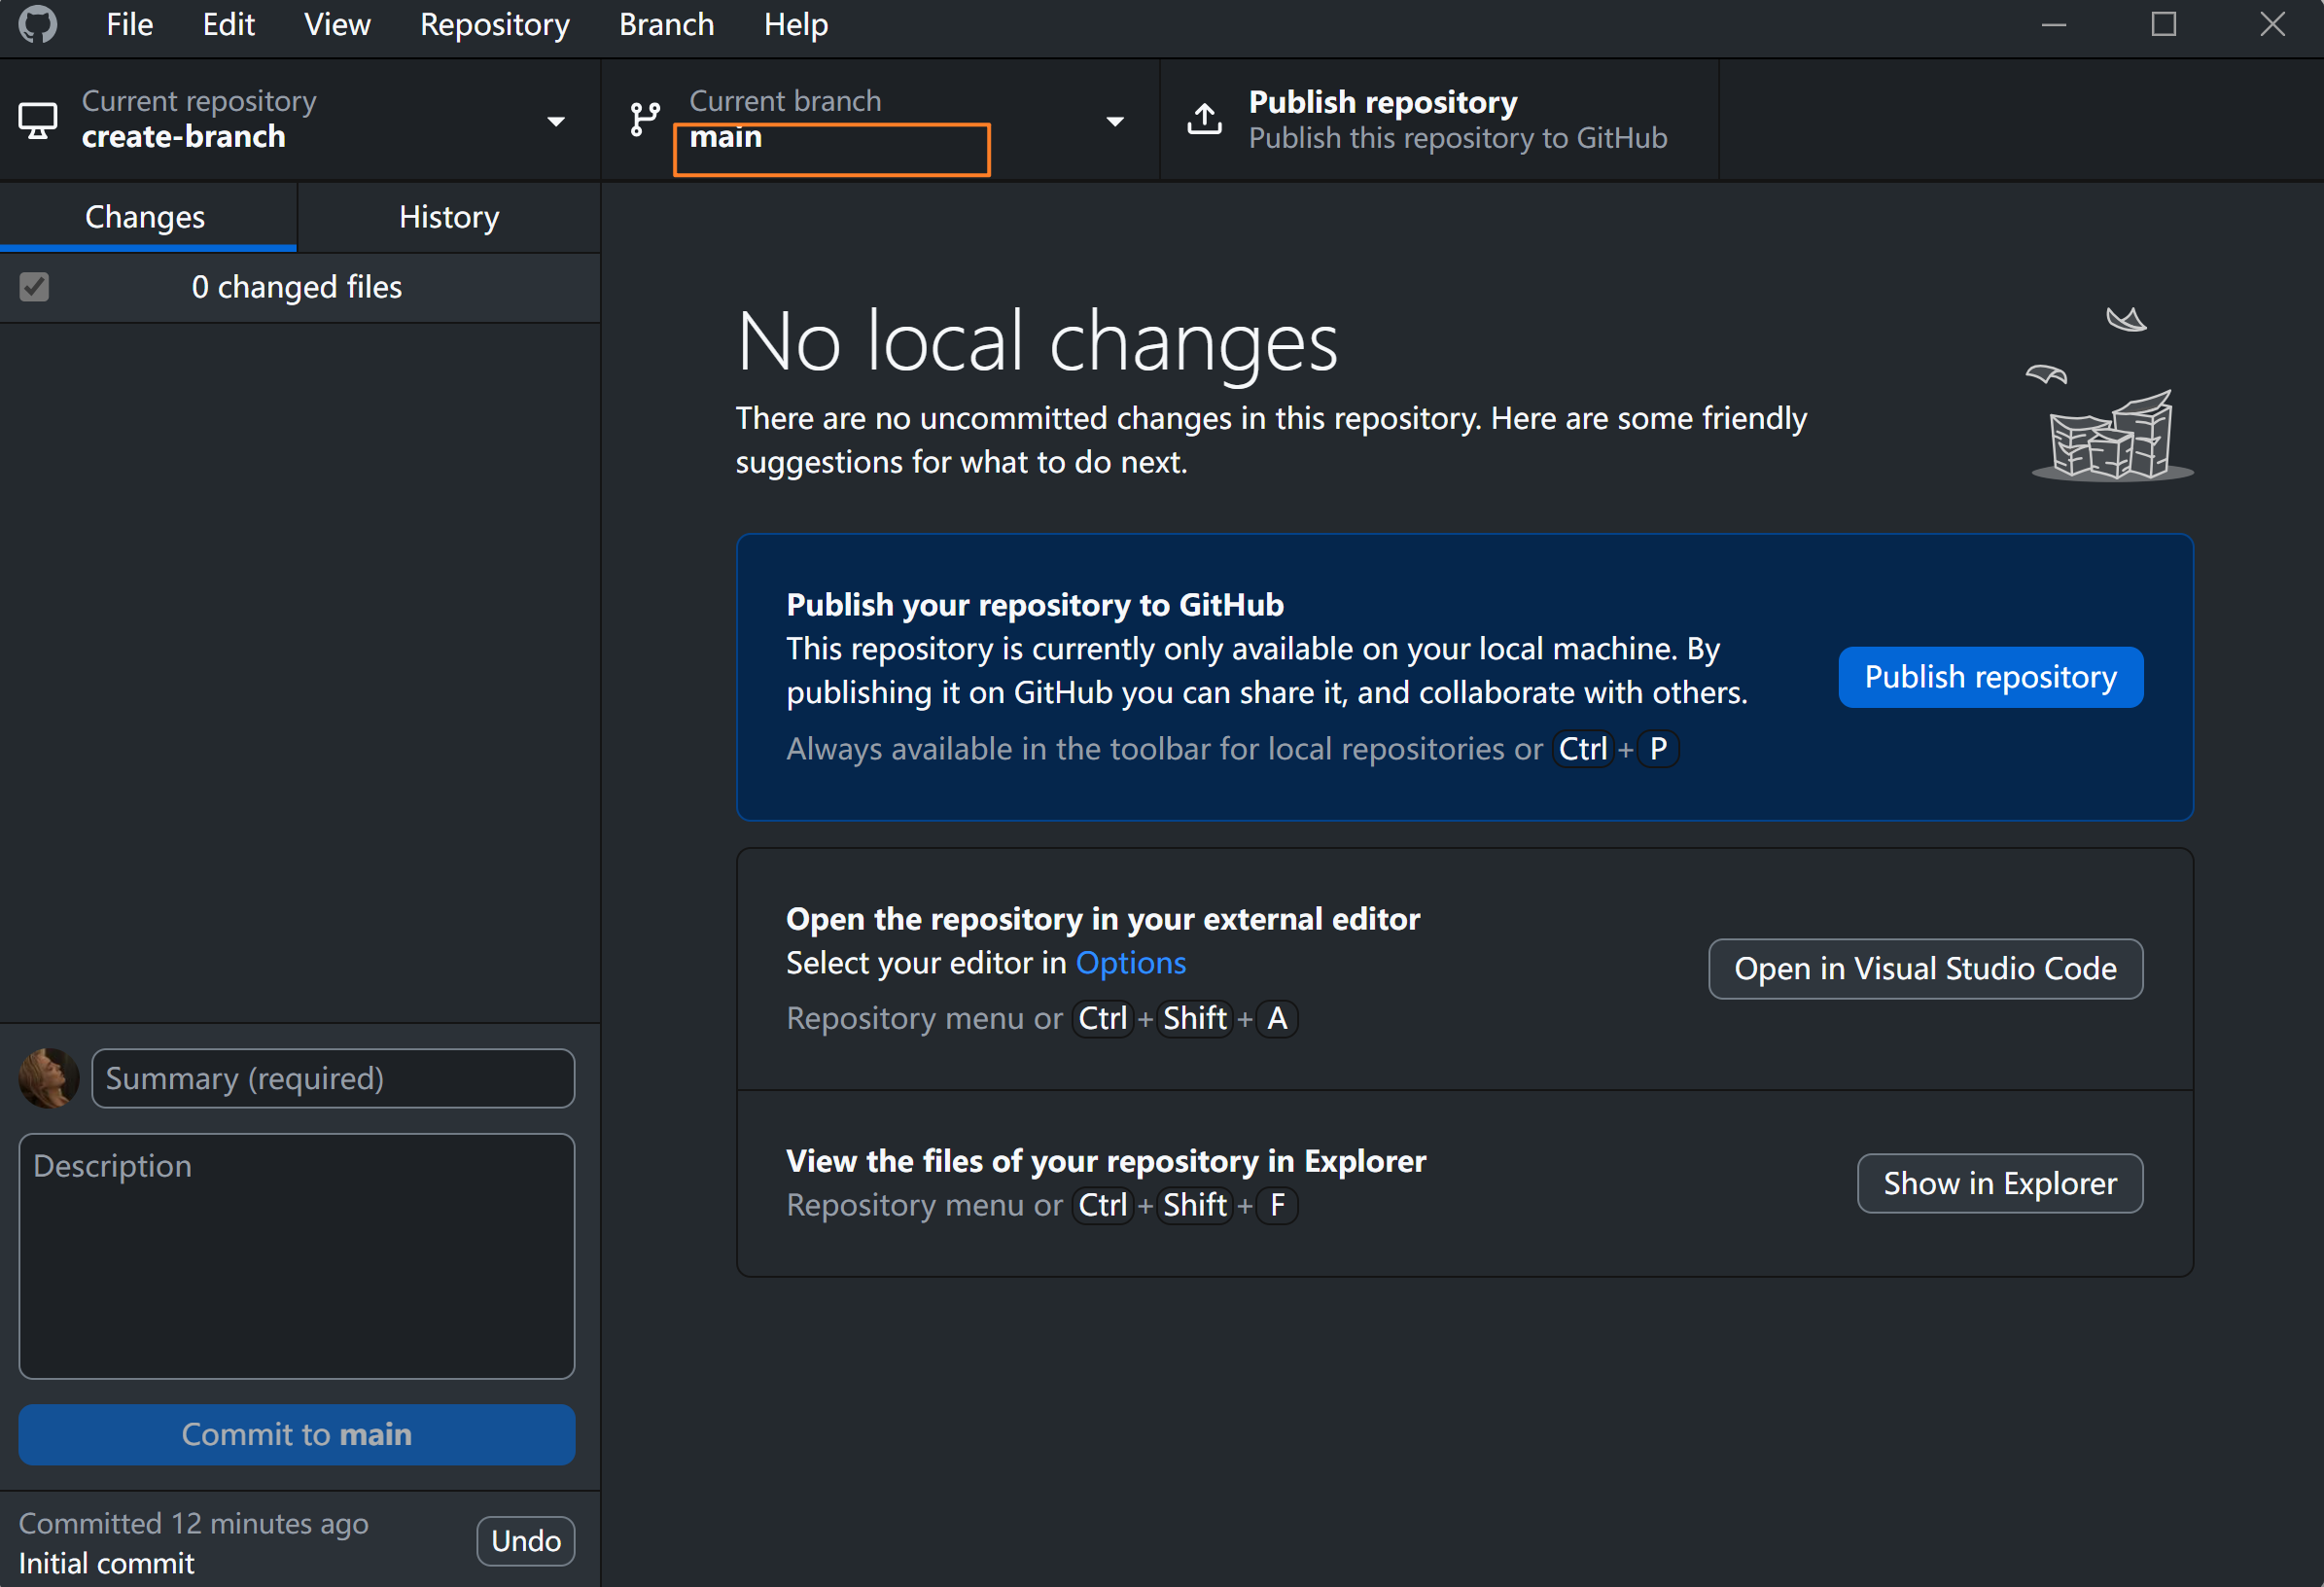 File Edit View Repository Branch Help
Current repository
create-branch
Current branch
main
Publish repository
Publish this repository to GitHub
Changes
History
0 changed files
No local changes
There are no uncommitted changes in this repository. Here are some friendly
suggestions for what to do next.
Publish your repository to GitHub
This repository is currently only available on your local machine. By
publishing it on GitHub you can share it, and collaborate with others.
Always available in the toolbar for local repositories or Ctrl + P
Publish repository
Open the repository in your external editor
Select your editor in Options
Repository menu or Ctrl + Shift + A
Open in Visual Studio Code
View the files of your repository in Explorer
Repository menu or Ctrl + Shift + F
Show in Explorer
Summary (required)
Description
Commit to main
Committed 12 minutes ago
Initial commit
Undo